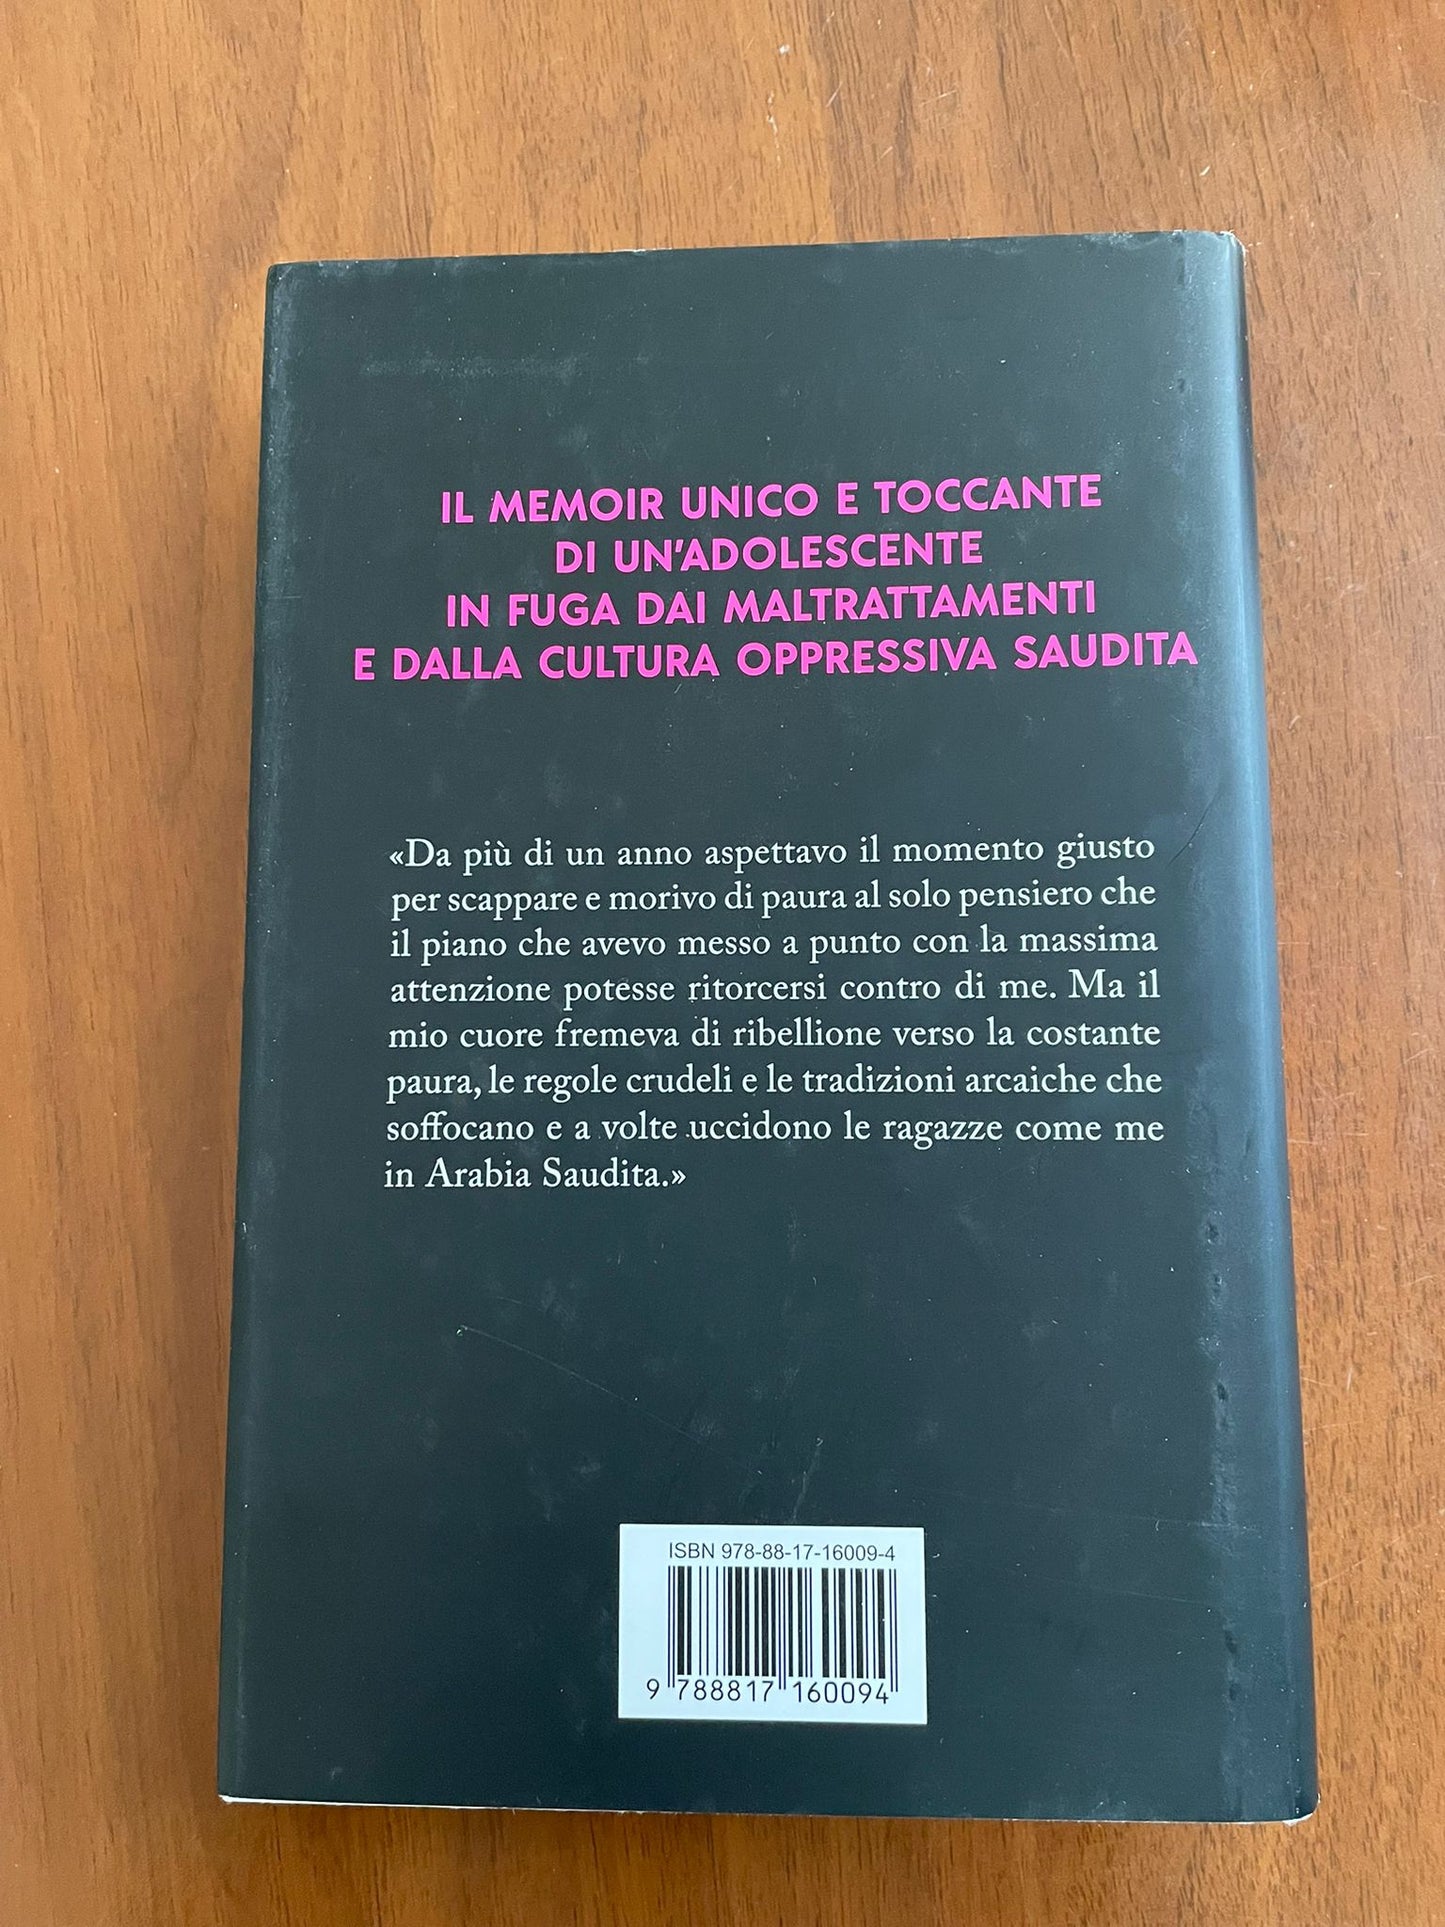 IL MEMOIR UNICO E TOCCANTE
DI UN'ADOLESCENTE
IN FUGA DAI MALTRATTAMENTI
E DALLA CULTURA OPPRESSIVA SAUDITA
«Da più di un anno aspettavo il momento giusto
per scappare e morivo di paura al solo pensiero che
il piano che avevo messo a punto con la massima
attenzione potesse ritorcersi contro di me. Ma il
mio cuore fremeva di ribellione verso la costante
paura, le regole crudeli e le tradizioni arcaiche che
soffocano e a volte uccidono le ragazze come me
in Arabia Saudita.»
ISBN 978-88-17-16009-4
9 788817 160094